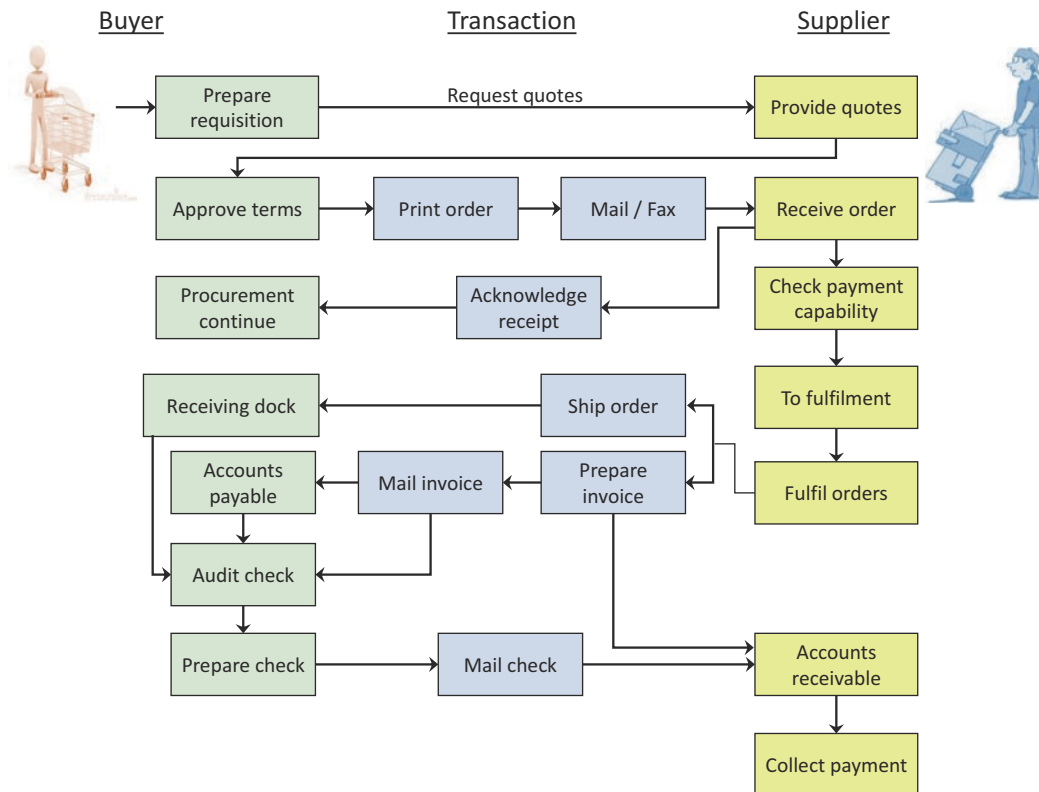 Buyer
Transaction
Supplier
Prepare
requisition
Request quotes
Provide quotes
Approve terms
Print order
Mail / Fax
Receive order
Procurement
continue
Acknowledge
receipt
Check payment
capability
Receiving dock
Ship order
To fulfilment
Accounts
payable
Mail invoice
Prepare
invoice
Fulfil orders
Audit check
Prepare check
Mail check
Accounts
receivable
Collect payment